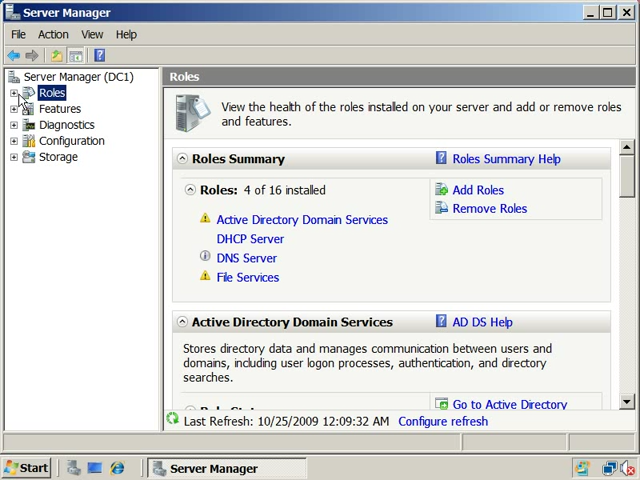 Server Manager
File Action View Help
Server Manager (DC1)
Roles
Features
Diagnostics
Configuration
Storage
Roles
View the health of the roles installed on your server and add or remove roles
and features.
Roles Summary
Roles Summary Help
Roles: 4 of 16 installed
Add Roles
Remove Roles
Active Directory Domain Services
DHCP Server
DNS Server
File Services
Active Directory Domain Services
AD DS Help
Stores directory data and manages communication between users and
domains, including user logon processes, authentication, and directory
searches.
Go to Active Directory
Last Refresh: 10/25/2009 12:09:32 AM Configure refresh
Start
Server Manager